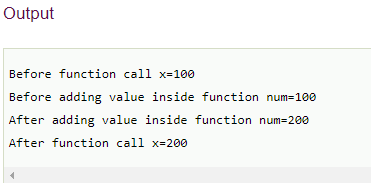 Output
Before function call x=100
Before adding value inside function num=100
After adding value inside function num=200
After function call x=200